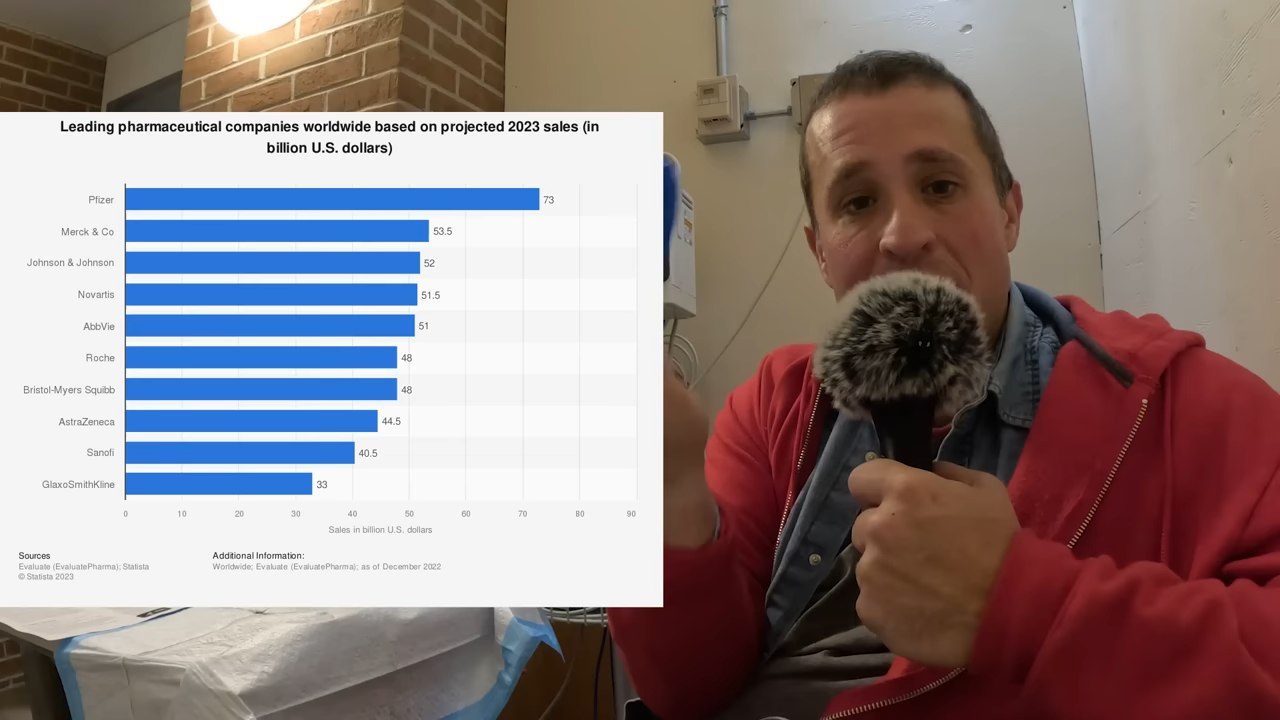 Leading pharmaceutical companies worldwide based on projected 2023 sales (in
billion U.S. dollars)
Pfizer 73
Merck & Co 53.5
Johnson & Johnson 52
Novartis 51.5
AbbVie 51
Roche 48
Bristol-Myers Squibb 48
AstraZeneca 44.5
Sanofi 40.5
GlaxoSmithKline 33
0 10 20 30 40 50 60 70 80 90
Sales in billion U.S. dollars
Sources
Evaluate (EvaluatePharma); Statista
© Statista 2023
Additional Information:
Worldwide; Evaluate (EvaluatePharma); as of December 2022